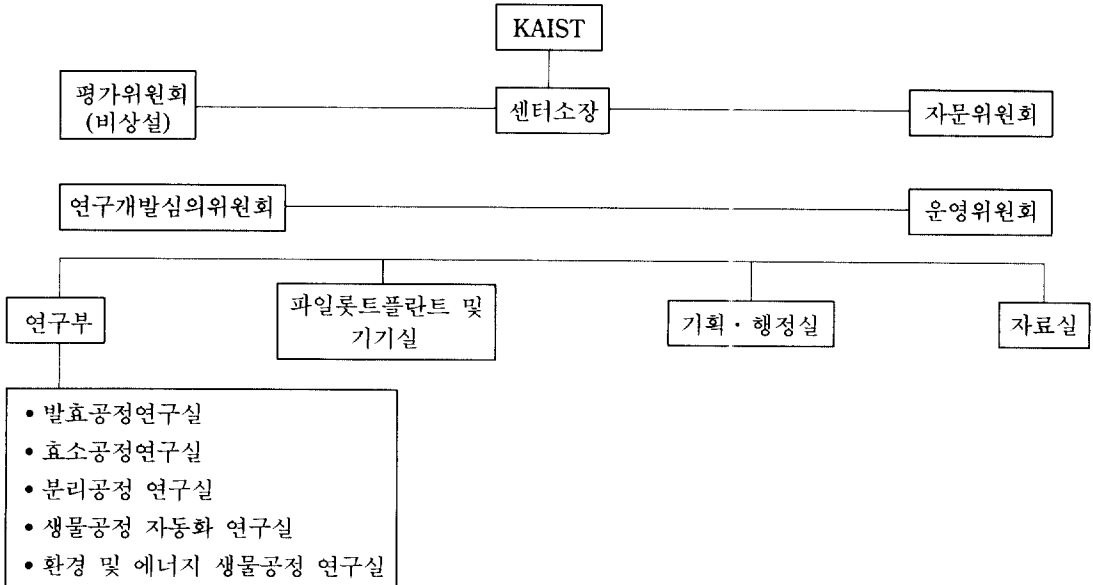 KAIST
평가위원회
(비상설)
센터소장
자문위원회
연구개발심의위원회
운영위원회
연구부
파일롯트플란트 및
기기실
기획·행정실
자료실
• 발효공정연구실
• 효소공정연구실
• 분리공정 연구실
• 생물공정 자동화 연구실
• 환경 및 에너지 생물공정 연구실